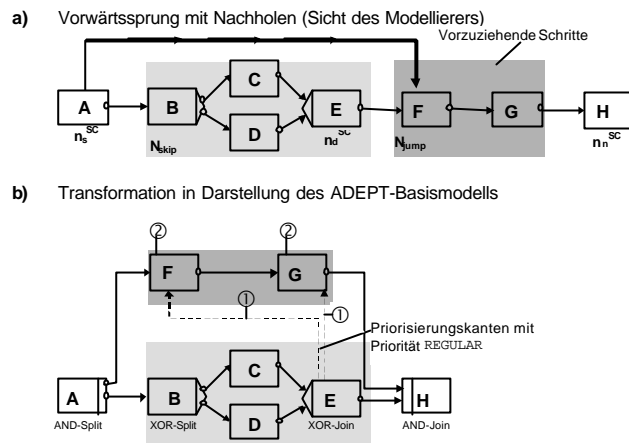 a) Vorwärtssprung mit Nachholen (Sicht des Modellierers)
Vorzuziehende Schritte
C
A
B
E
F
G
H
D
n_s^SC
N_skip
n_d^SC
N_jump
n_n^SC
b) Transformation in Darstellung des ADEPT-Basismodells
② ②
F
G
① ①
Priorisierungskanten mit
Priorität REGULAR
C
A
B
E
H
D
AND-Split
XOR-Split
XOR-Join
AND-Join